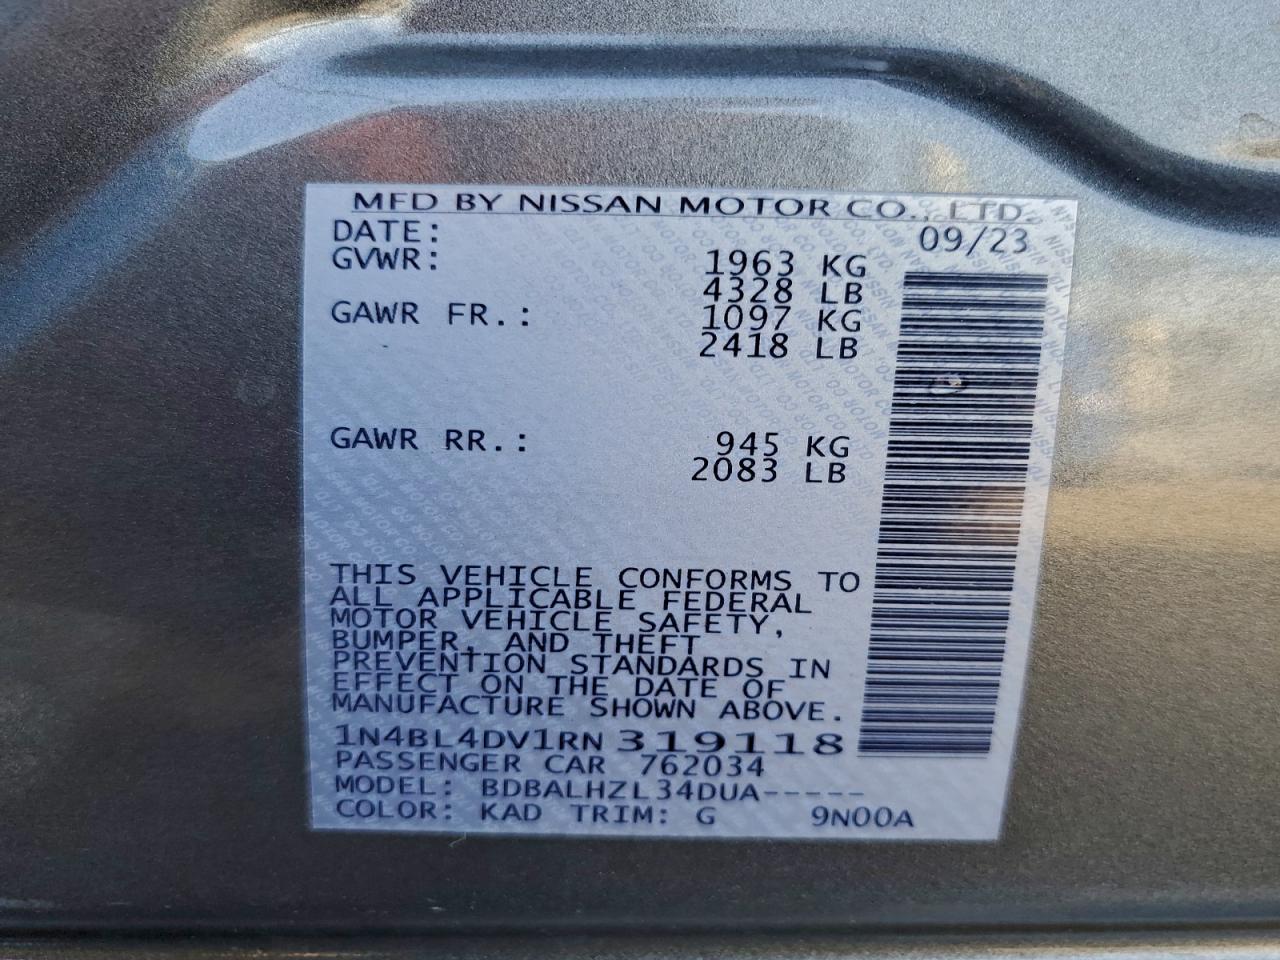 MFD BY NISSAN MOTOR CO., LTD.
DATE: 09/23
GVWR: 1963 KG
4328 LB
GAWR FR.: 1097 KG
2418 LB
GAWR RR.: 945 KG
2083 LB
THIS VEHICLE CONFORMS TO
ALL APPLICABLE FEDERAL
MOTOR VEHICLE SAFETY,
BUMPER, AND THEFT
PREVENTION STANDARDS IN
EFFECT ON THE DATE OF
MANUFACTURE SHOWN ABOVE.
1N4BL4DV1RN319118
PASSENGER CAR 762034
MODEL: BDBALHZL34DUA-----
COLOR: KAD TRIM: G 9N00A